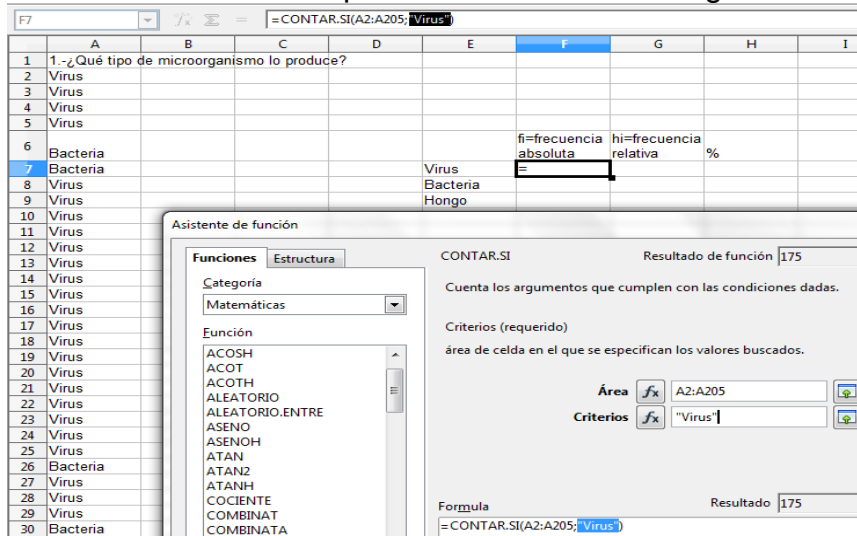 F7 =CONTAR.SI(A2:A205;"Virus")
A B C D E F G H I
1 1.-¿Qué tipo de microorganismo lo produce?
2 Virus
3 Virus
4 Virus
5 Virus
6 Bacteria fi=frecuencia absoluta hi=frecuencia relativa %
7 Bacteria Virus =
8 Virus Bacteria
9 Virus Hongo
10 Virus
11 Virus
12 Virus
13 Virus
14 Virus
15 Virus
16 Virus
17 Virus
18 Virus
19 Virus
20 Virus
21 Virus
22 Virus
23 Virus
24 Virus
25 Virus
26 Bacteria
27 Virus
28 Virus
29 Virus
30 Bacteria
Asistente de función
Funciones Estructura
Categoría
Matemáticas
Función
ACOSH
ACOT
ACOTH
ALEATORIO
ALEATORIO.ENTRE
ASENO
ASENOH
ATAN
ATAN2
ATANH
COCIENTE
COMBINAT
COMBINATA
CONTAR.SI Resultado de función 175
Cuenta los argumentos que cumplen con las condiciones dadas.
Criterios (requerido)
área de celda en el que se especifican los valores buscados.
Área fx A2:A205
Criterios fx "Virus"
Formula Resultado 175
=CONTAR.SI(A2:A205;"Virus")